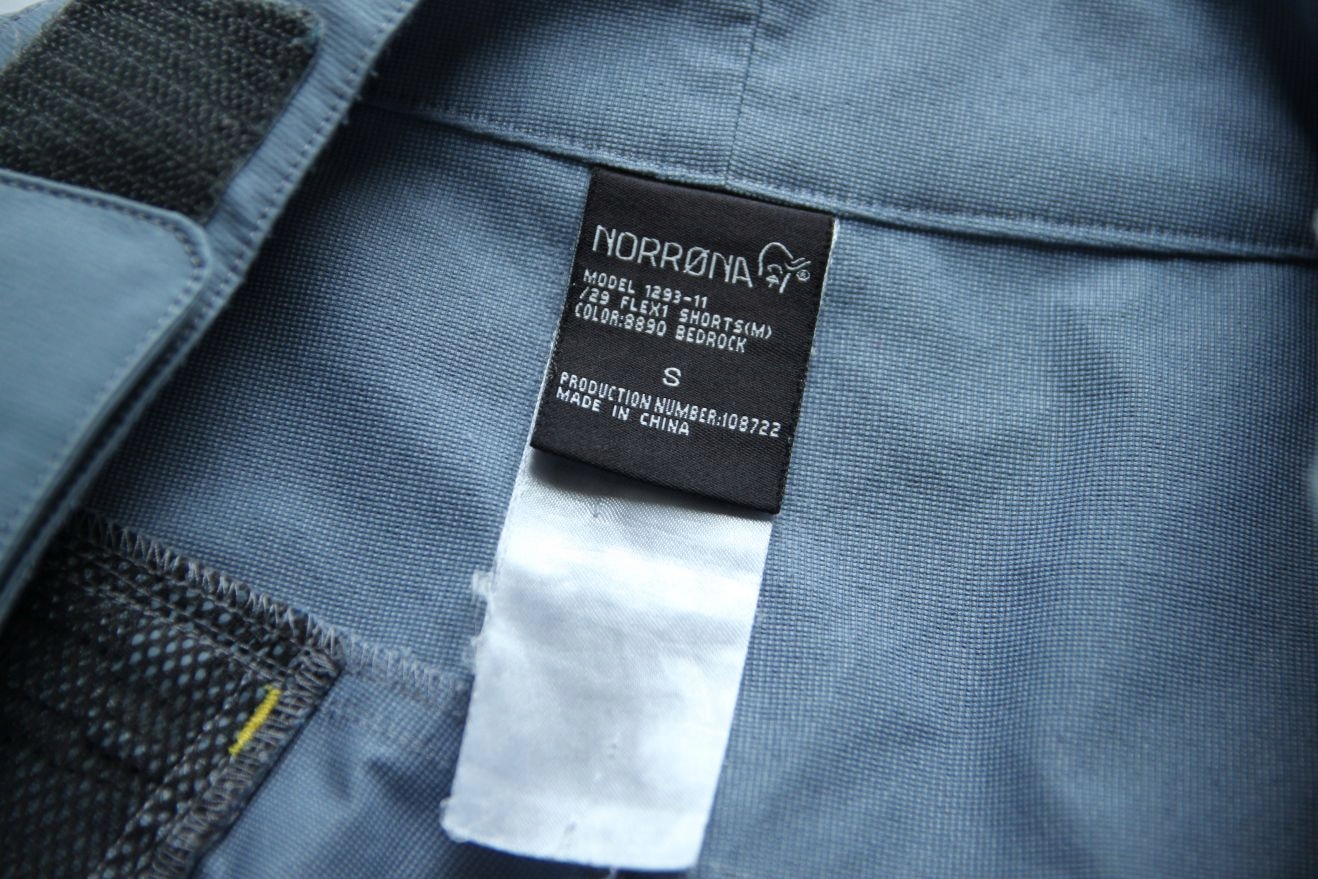 NORRØNA ®
MODEL 1293-11
/29 FLEX1 SHORTS(M)
COLOR:8890 BEDROCK
S
PRODUCTION NUMBER:108722
MADE IN CHINA